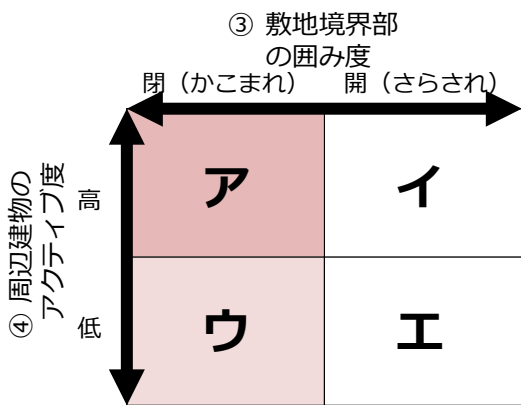 ③ 敷地境界部
の囲み度
閉（かこまれ） 開（さらされ）
④ 周辺建物の
アクティブ度
高
低
ア
イ
ウ
エ